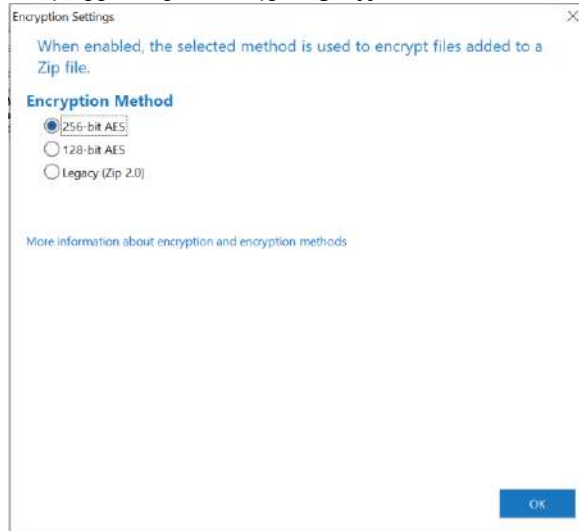 Encryption Settings
When enabled, the selected method is used to encrypt files added to a
Zip file.
Encryption Method
256-bit AES
128-bit AES
Legacy (Zip 2.0)
More information about encryption and encryption methods
OK